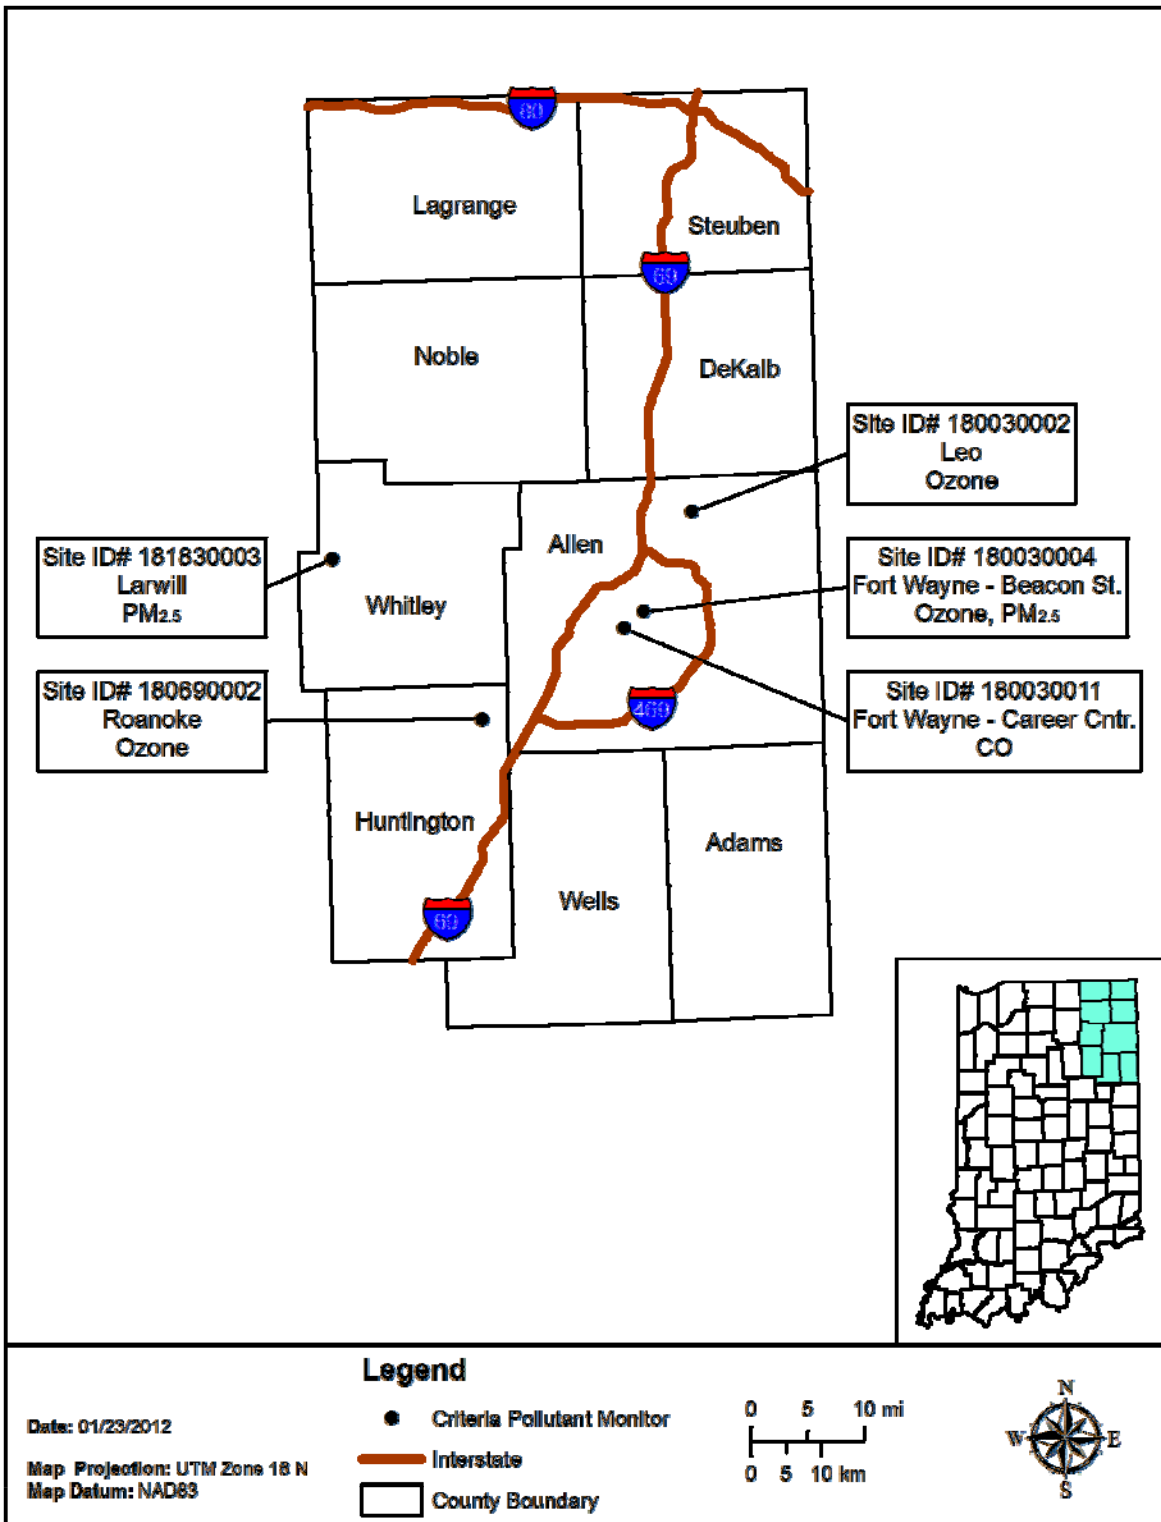 80
Lagrange
Steuben
69
Noble
DeKalb
Site ID# 180030002
Leo
Ozone
Allen
Site ID# 181830003
Larwill
PM2.5
Whitley
Site ID# 180030004
Fort Wayne - Beacon St.
Ozone, PM2.5
Site ID# 180690002
Roanoke
Ozone
469
Site ID# 180030011
Fort Wayne - Career Cntr.
CO
Huntington
Adams
Wells
69
Legend
Criteria Pollutant Monitor
Interstate
County Boundary
Date: 01/23/2012
Map Projection: UTM Zone 16 N
Map Datum: NAD83
0 5 10 mi
0 5 10 km
N
W E
S